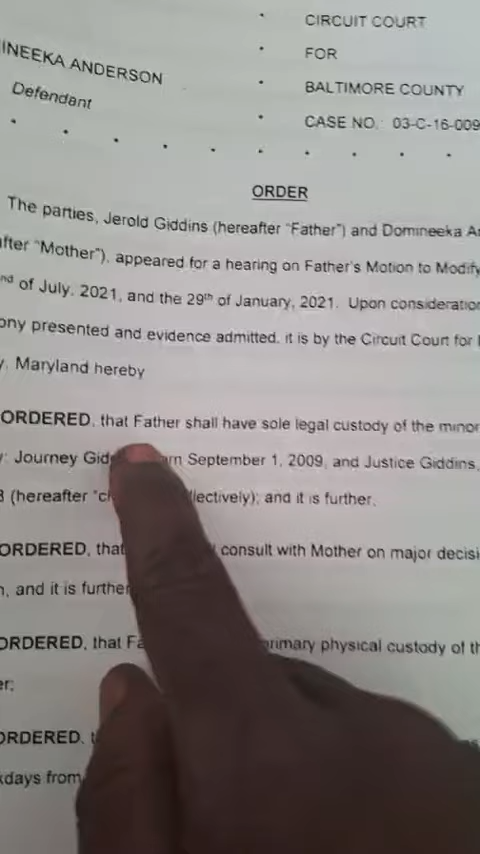 CIRCUIT COURT
INEEKA ANDERSON
FOR
Defendant
BALTIMORE COUNTY
CASE NO.: 03-C-16-009
ORDER
The parties, Jerold Giddins (hereafter "Father") and Domineeka A
after "Mother"), appeared for a hearing on Father's Motion to Modify
nd of July, 2021, and the 29th of January, 2021. Upon consideration
ony presented and evidence admitted, it is by the Circuit Court for
y, Maryland hereby
ORDERED, that Father shall have sole legal custody of the minor
y: Journey Gid rn September 1, 2009, and Justice Giddins,
(hereafter "c lectively); and it is further,
ORDERED, that consult with Mother on major decisi
n, and it is further
ORDERED, that Fa primary physical custody of th
er;
ORDERED, t
kdays from